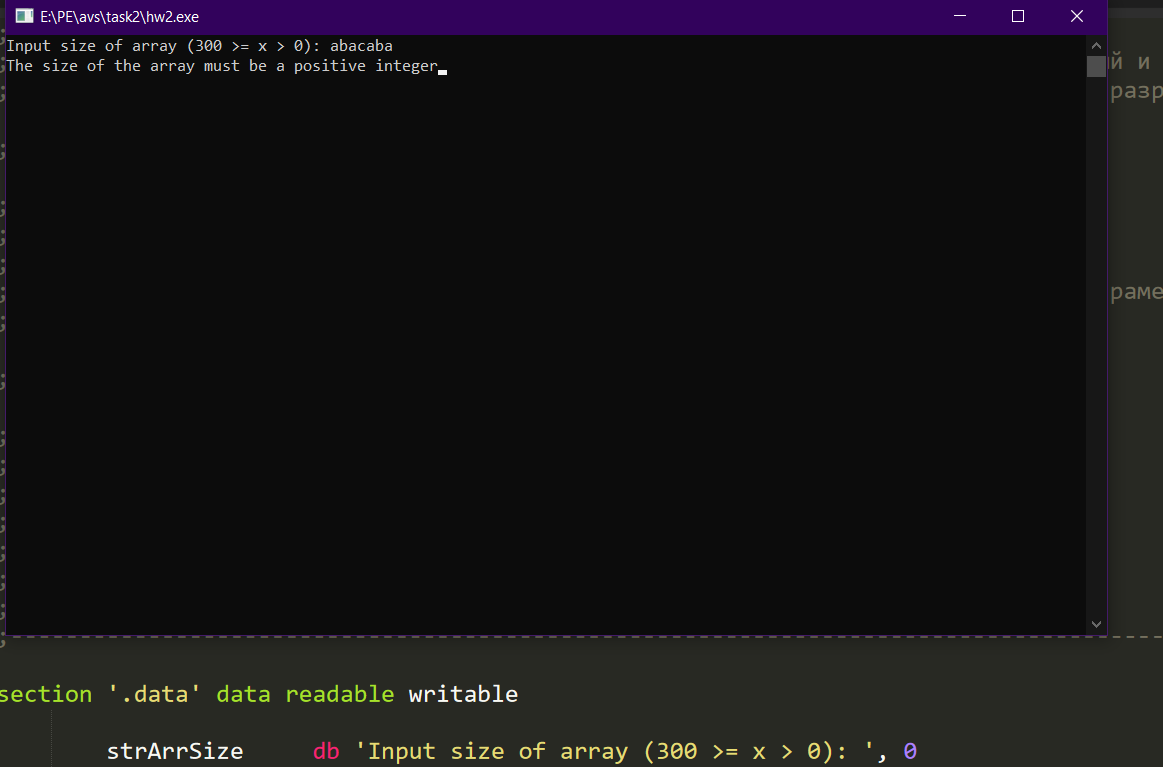 E:\PE\avs\task2\hw2.exe
Input size of array (300 >= x > 0): abacaba
The size of the array must be a positive integer
й и
разр
раме
section '.data' data readable writable
strArrSize db 'Input size of array (300 >= x > 0): ', 0